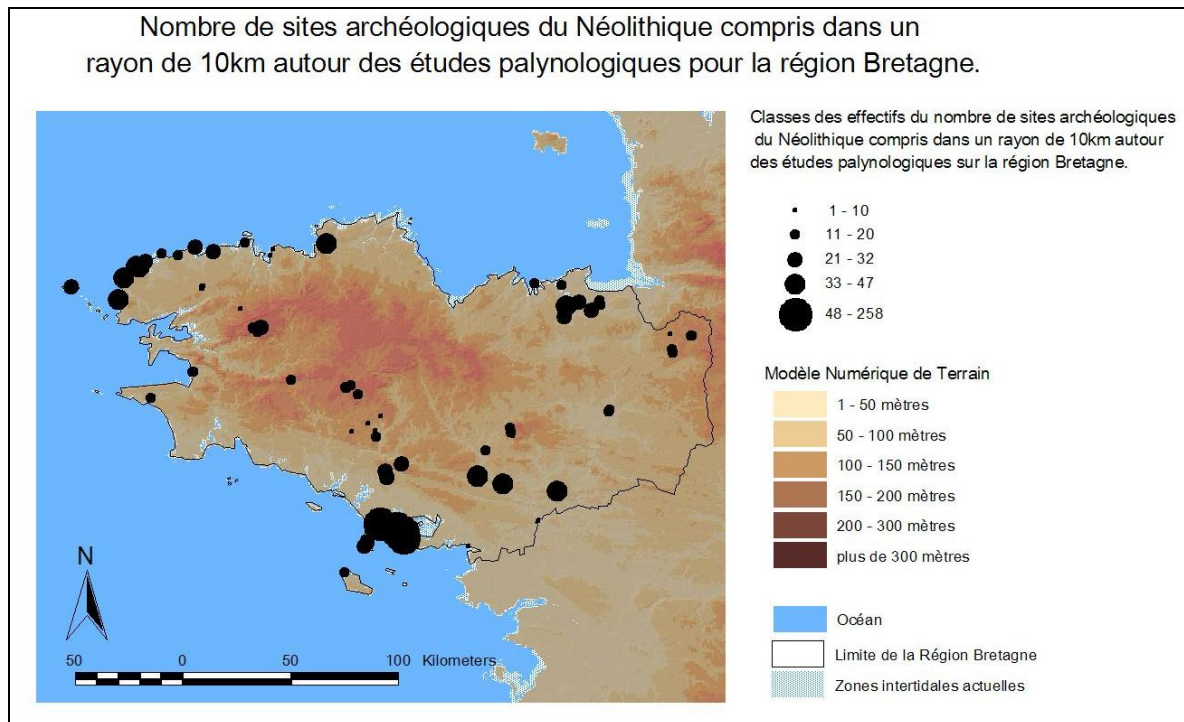 Nombre de sites archéologiques du Néolithique compris dans un
rayon de 10km autour des études palynologiques pour la région Bretagne.
Classes des effectifs du nombre de sites archéologiques
du Néolithique compris dans un rayon de 10km autour
des études palynologiques sur la région Bretagne.
1 - 10
11 - 20
21 - 32
33 - 47
48 - 258
Modèle Numérique de Terrain
1 - 50 mètres
50 - 100 mètres
100 - 150 mètres
150 - 200 mètres
200 - 300 mètres
plus de 300 mètres
Océan
Limite de la Région Bretagne
Zones intertidales actuelles
N
50 0 50 100 Kilometers